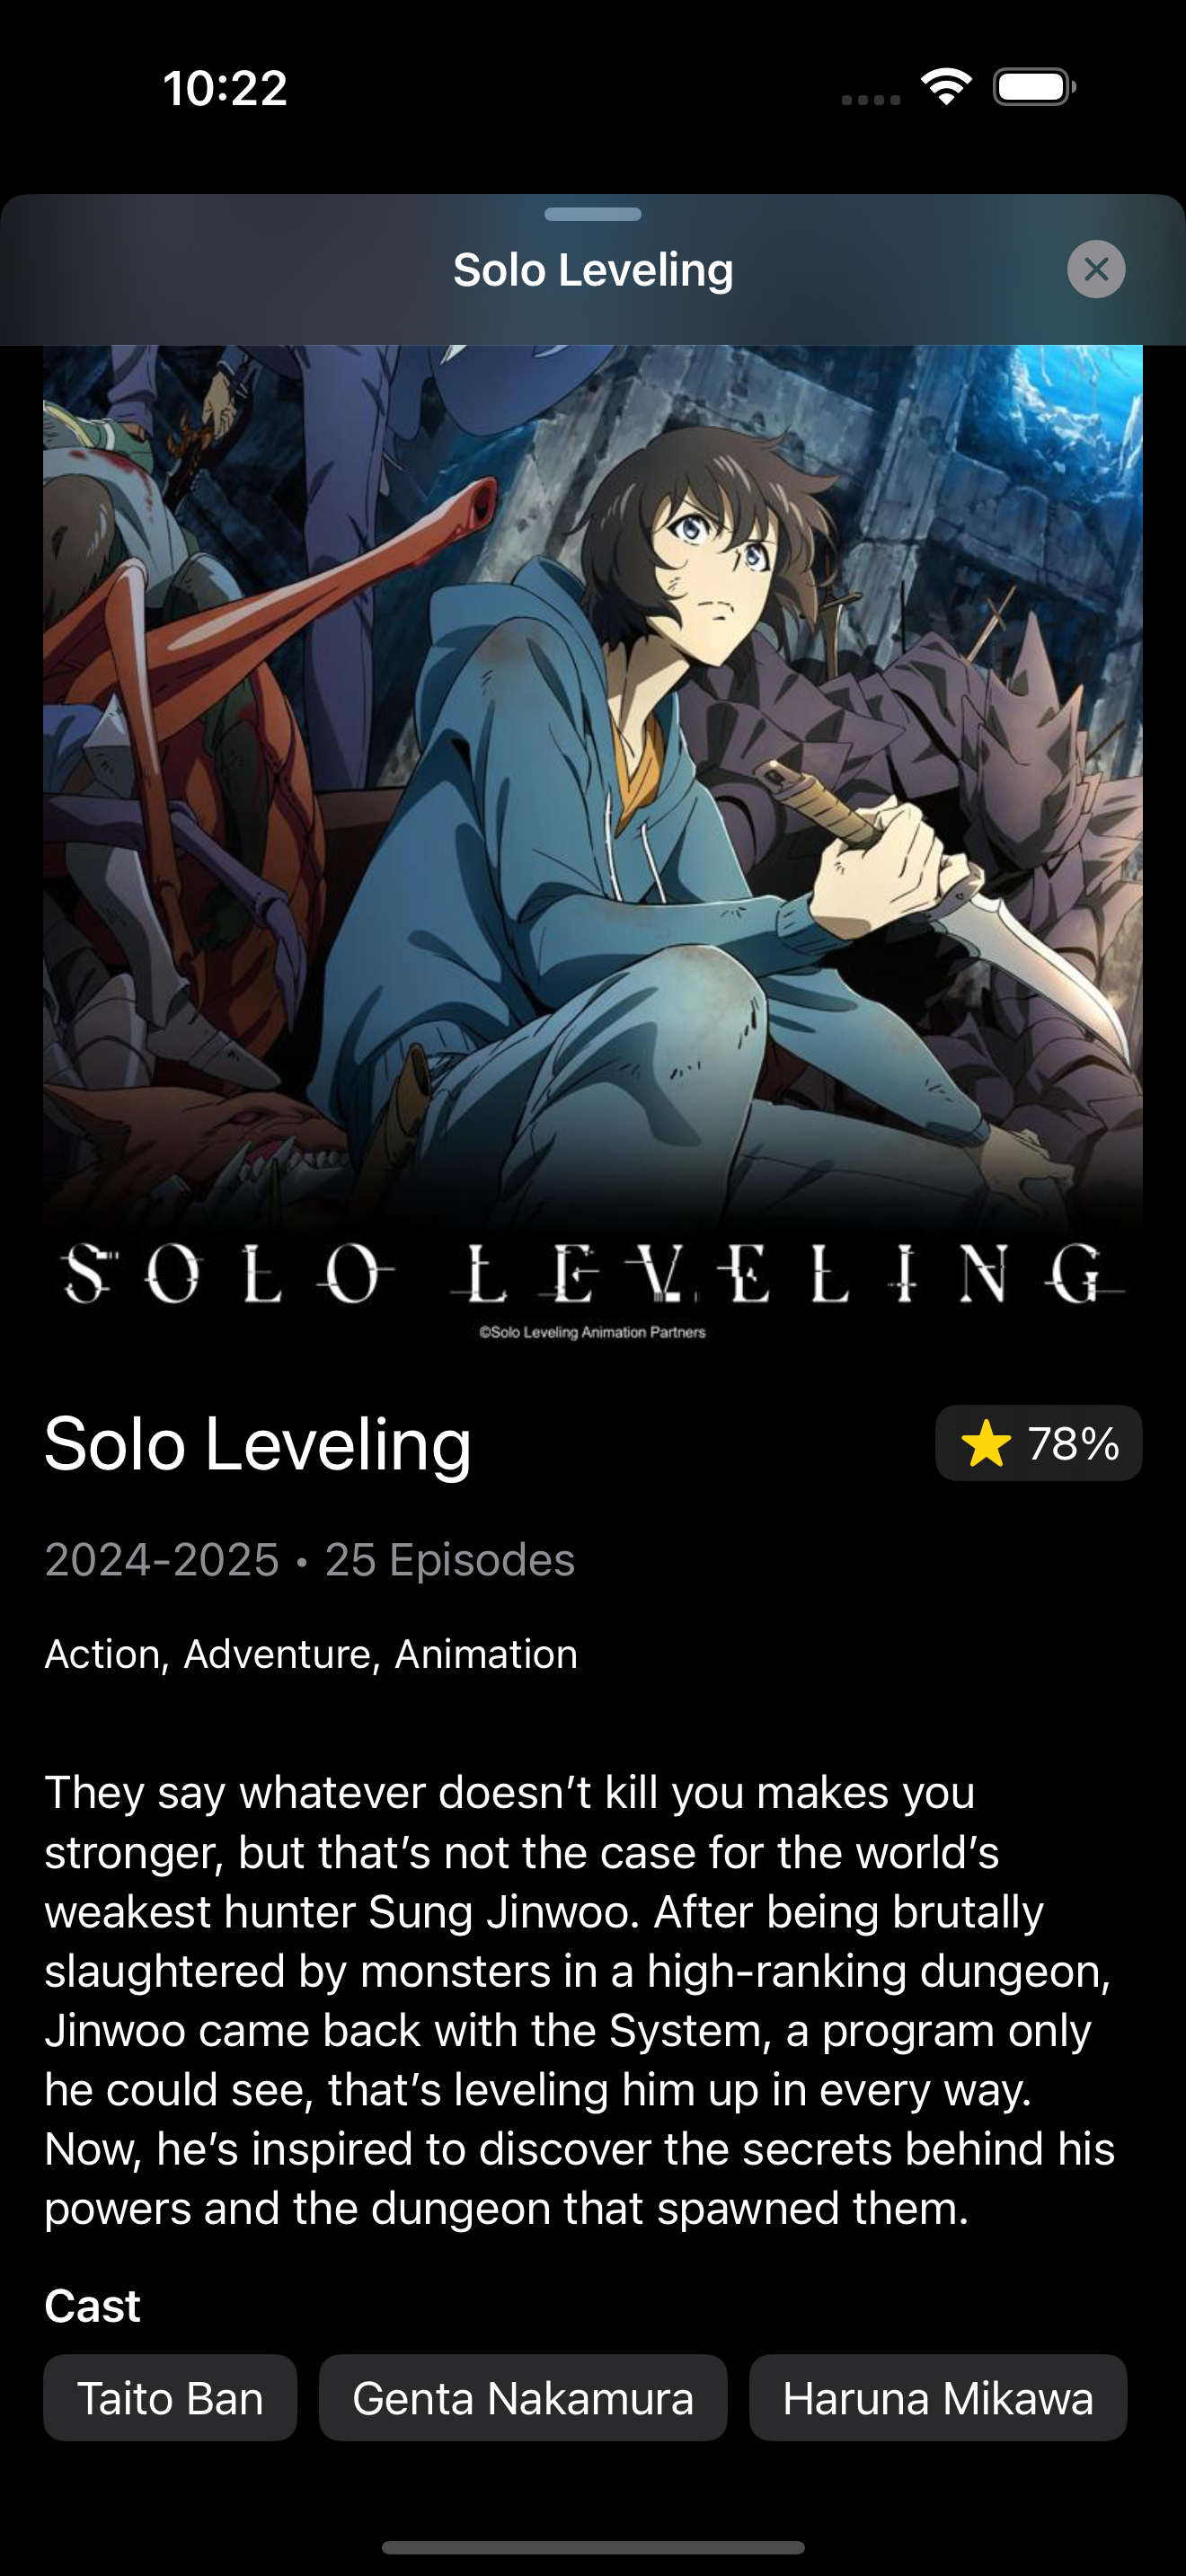 10:22
Solo Leveling
SOLO LEVELING
©Solo Leveling Animation Partners
Solo Leveling
78%
2024-2025 • 25 Episodes
Action, Adventure, Animation
They say whatever doesn’t kill you makes you
stronger, but that’s not the case for the world’s
weakest hunter Sung Jinwoo. After being brutally
slaughtered by monsters in a high-ranking dungeon,
Jinwoo came back with the System, a program only
he could see, that’s leveling him up in every way.
Now, he’s inspired to discover the secrets behind his
powers and the dungeon that spawned them.
Cast
Taito Ban
Genta Nakamura
Haruna Mikawa